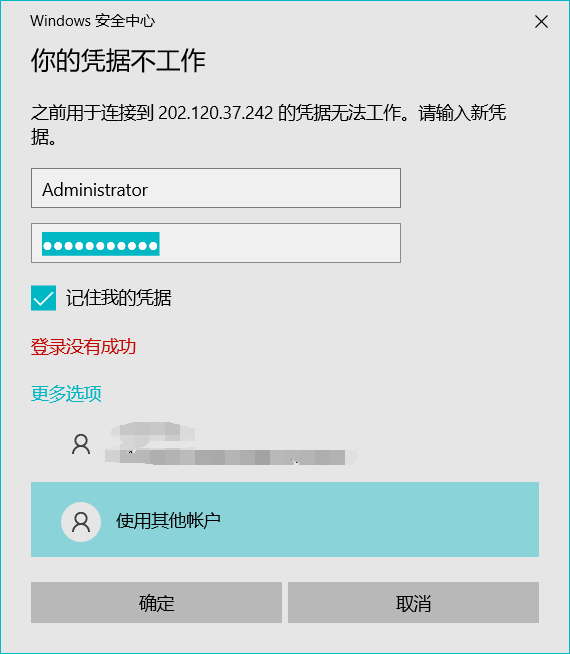 Windows 安全中心
你的凭据不工作
之前用于连接到 202.120.37.242 的凭据无法工作。请输入新凭
据。
Administrator
●●●●●●●●●●●
记住我的凭据
登录没有成功
更多选项
使用其他帐户
确定
取消